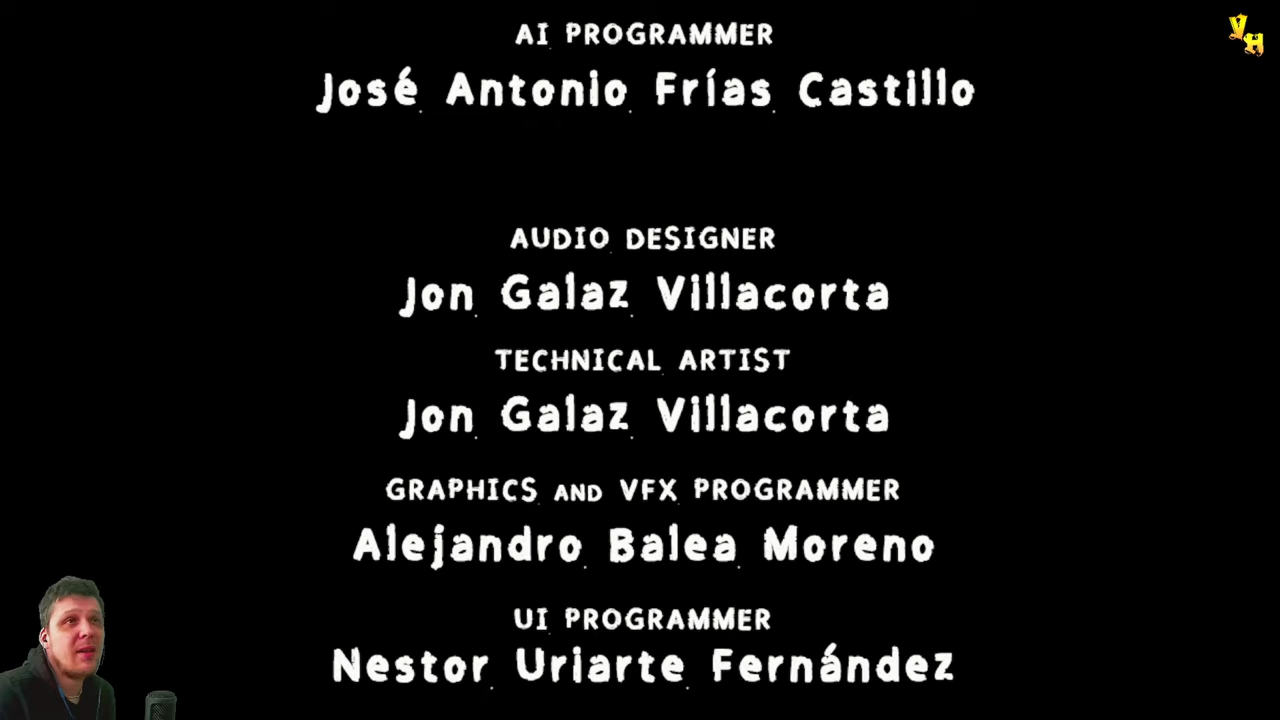 AI PROGRAMMER
José Antonio Frías Castillo
AUDIO DESIGNER
Jon Galaz Villacorta
TECHNICAL ARTIST
Jon Galaz Villacorta
GRAPHICS AND VFX PROGRAMMER
Alejandro Balea Moreno
UI PROGRAMMER
Nestor Uriarte Fernández
VH